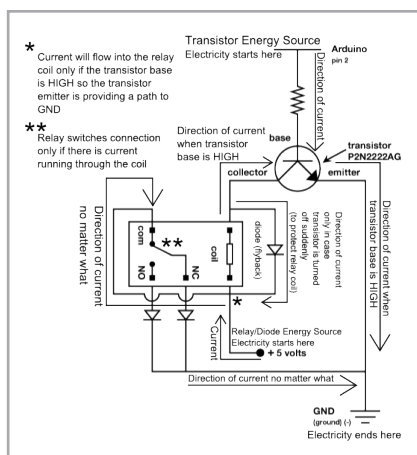 Transistor Energy Source
Electricity starts here
Arduino
pin 2
*
Current will flow into the relay
coil only if the transistor base
is HIGH so the transistor
emitter is providing a path to
GND
**
Relay switches connection
only if there is current
running through the coil
Direction of current
Direction of current
when transistor
base is HIGH
base
transistor
P2N2222AG
collector
emitter
Direction of current
no matter what
com
**
NO
NC
coil
diode (flyback)
Direction of current
only in case
transistor is turned
off suddenly
(to protect relay coil)
Direction of current when
transistor base is HIGH
*
Current
Relay/Diode Energy Source
Electricity starts here
+ 5 volts
Direction of current no matter what
GND
(ground) (-)
Electricity ends here